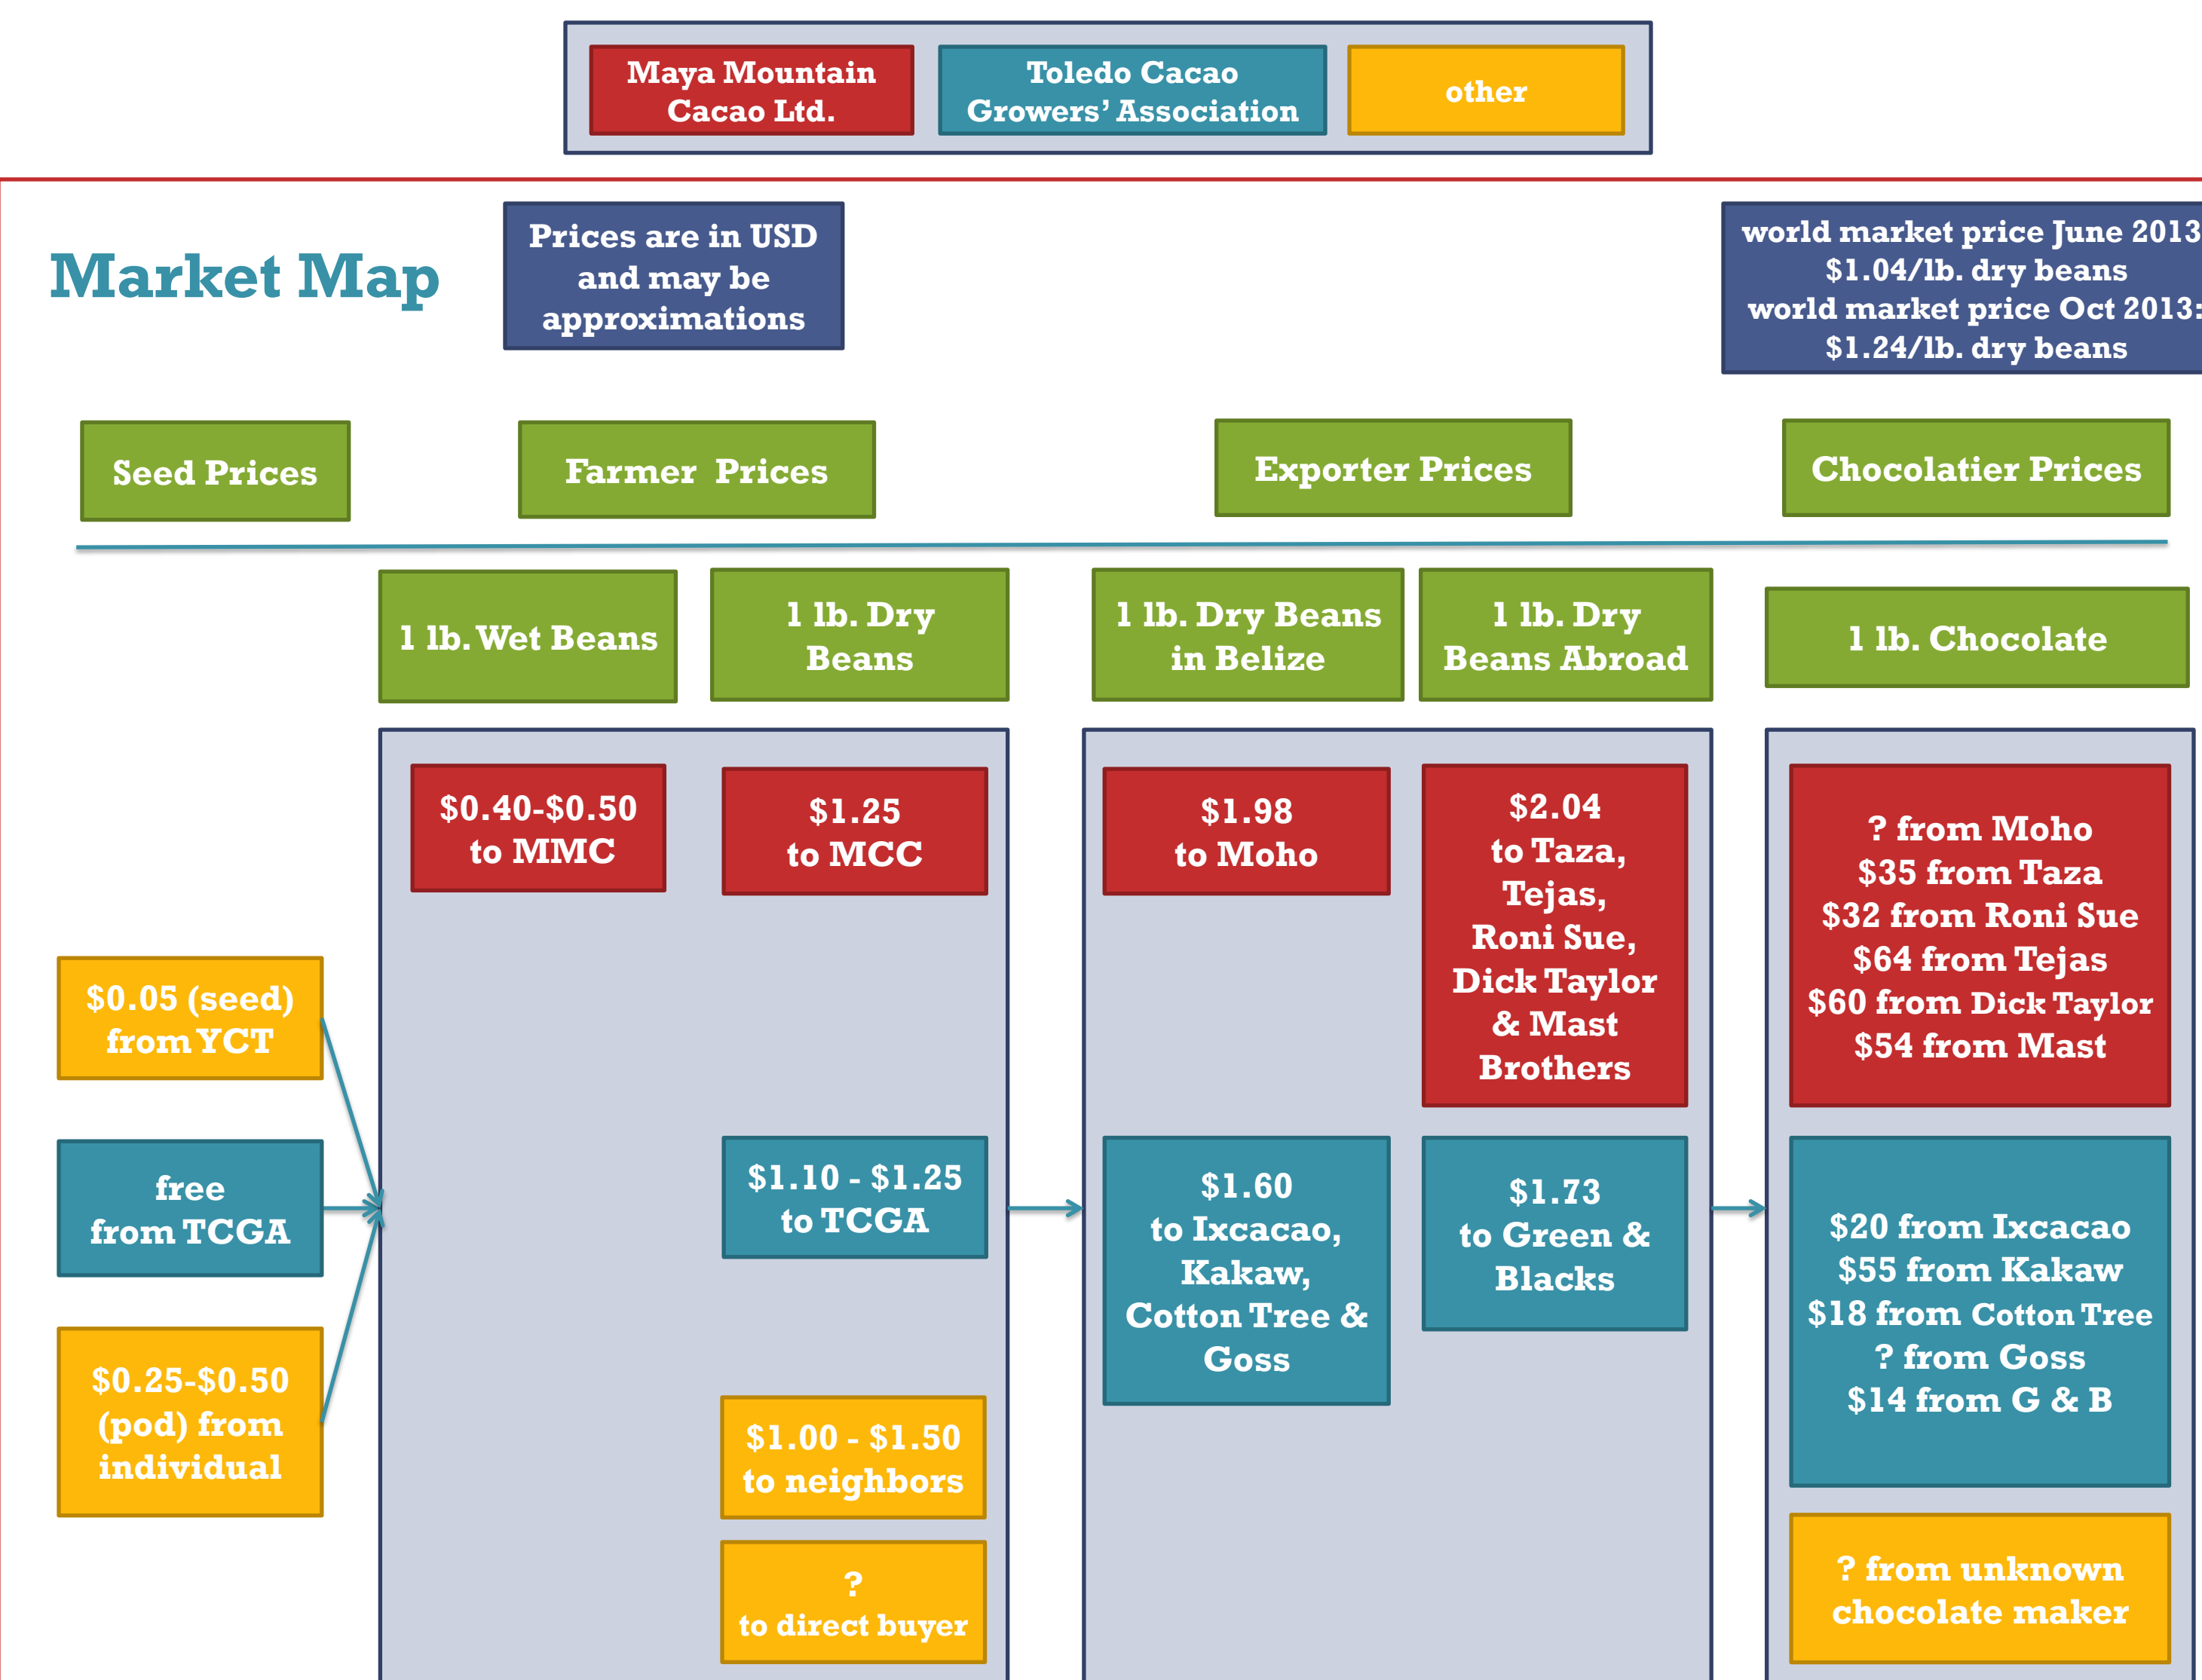 Maya Mountain
Cacao Ltd.
Toledo Cacao
Growers' Association
other
Market Map
Prices are in USD
and may be
approximations
world market price June 2013
$1.04/lb. dry beans
world market price Oct 2013:
$1.24/lb. dry beans
Seed Prices
Farmer Prices
Exporter Prices
Chocolatier Prices
1 lb. Wet Beans
1 lb. Dry
Beans
1 lb. Dry Beans
in Belize
1 lb. Dry
Beans Abroad
1 lb. Chocolate
$0.05 (seed)
from YCT
free
from TCGA
$0.25-$0.50
(pod) from
individual
$0.40-$0.50
to MMC
$1.25
to MCC
$1.10 - $1.25
to TCGA
$1.00 - $1.50
to neighbors
?
to direct buyer
$1.98
to Moho
$1.60
to Ixcacao,
Kakaw,
Cotton Tree &
Goss
$2.04
to Taza,
Tejas,
Roni Sue,
Dick Taylor
& Mast
Brothers
$1.73
to Green &
Blacks
? from Moho
$35 from Taza
$32 from Roni Sue
$64 from Tejas
$60 from Dick Taylor
$54 from Mast
$20 from Ixcacao
$55 from Kakaw
$18 from Cotton Tree
? from Goss
$14 from G & B
? from unknown
chocolate maker